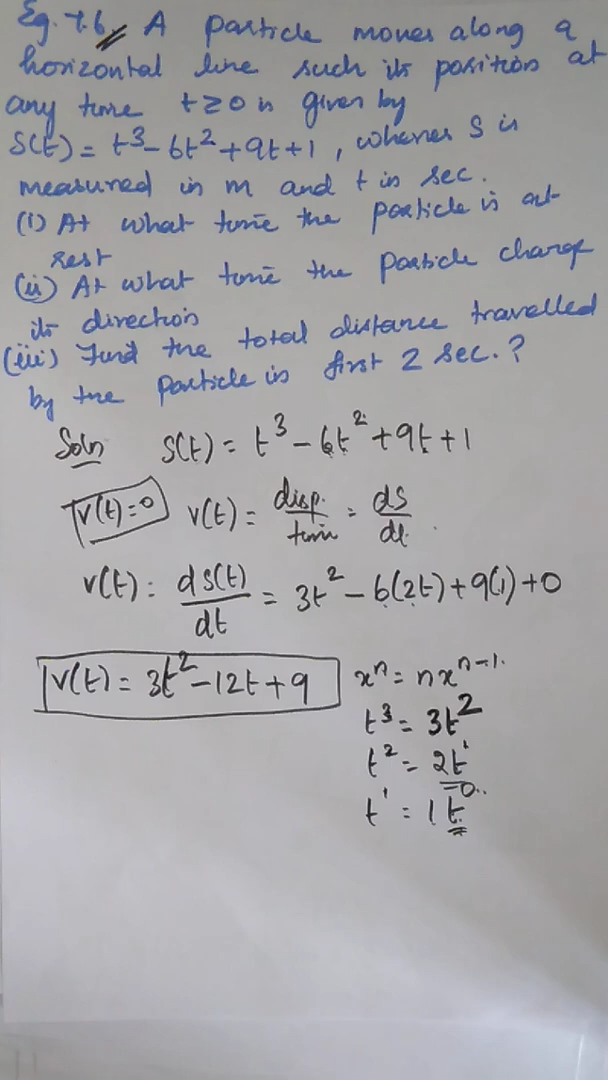 Eg. 7.6 A particle moves along a
horizontal line such its position at
any time t≥0 is given by
S(t) = t³ - 6t² + 9t + 1, wheres S is
measured in m and t in sec.
(i) At what time the particle is at
rest
(ii) At what time the particle change
its direction
(iii) Find the total distance travelled
by the particle in first 2 sec.?
Soln S(t) = t³ - 6t² + 9t + 1
V(t) = 0 V(t) = disp./time = ds/dt.
V(t) = ds(t)/dt = 3t² - 6(2t) + 9(1) + 0
V(t) = 3t² - 12t + 9
xⁿ = nxⁿ⁻¹.
t³ = 3t²
t² = 2t¹
t¹ = 1t⁰